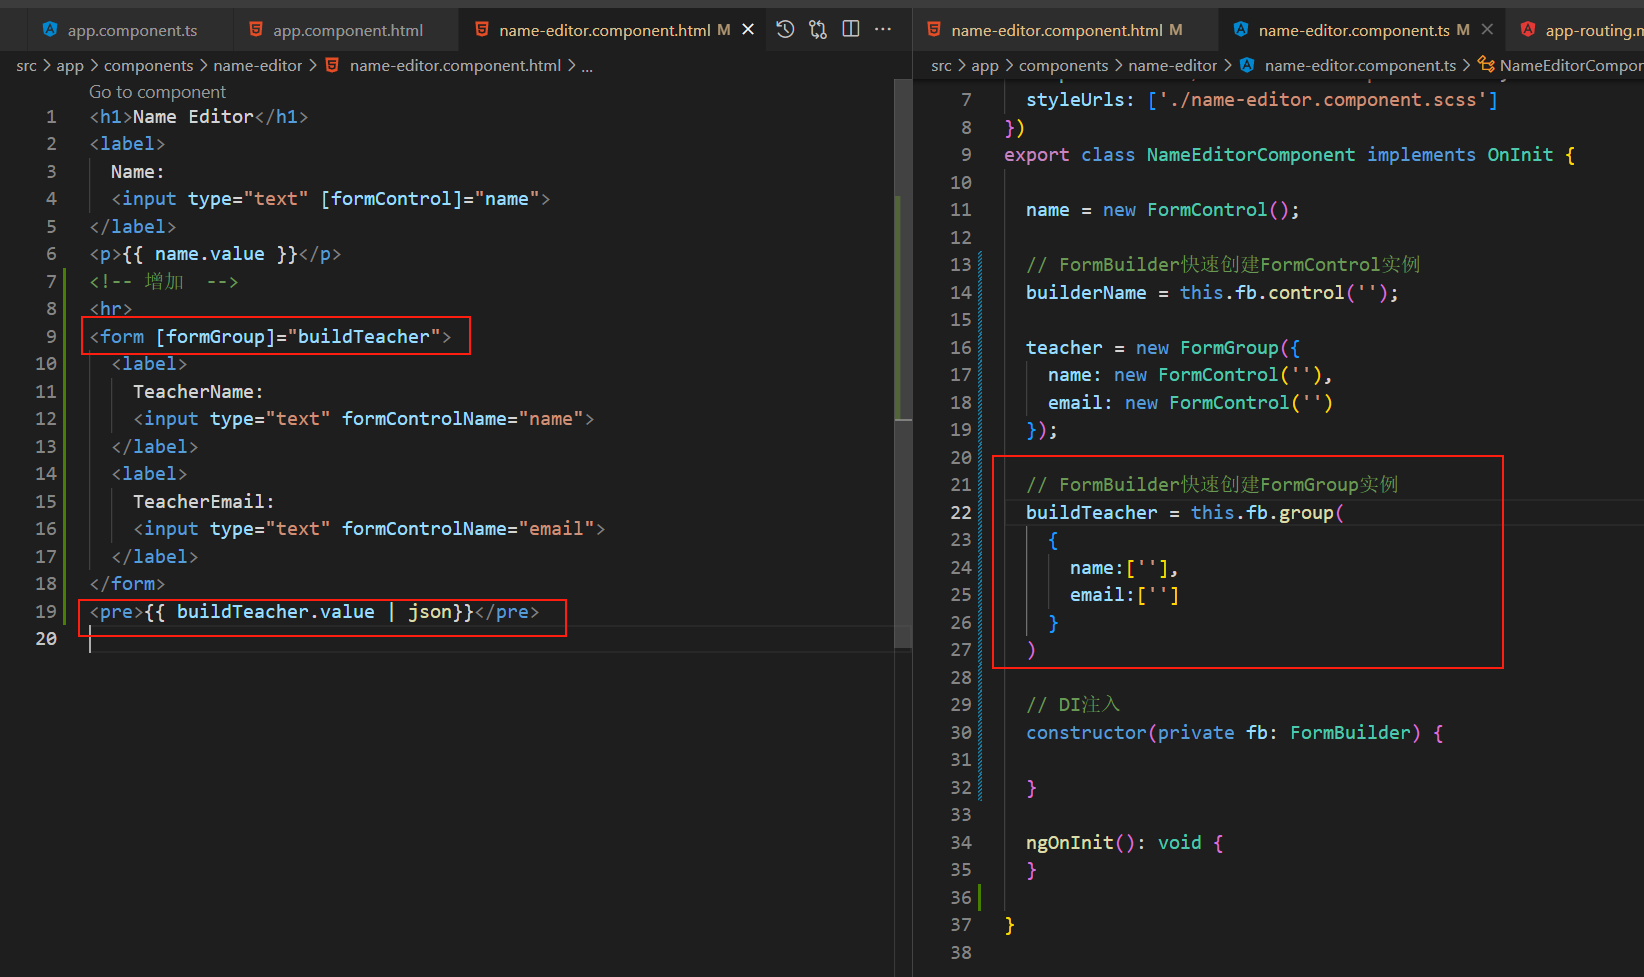 app.component.ts
app.component.html
name-editor.component.html M
src > app > components > name-editor > name-editor.component.html > ...
Go to component
1 <h1>Name Editor</h1>
2 <label>
3 Name:
4 <input type="text" [formControl]="name">
5 </label>
6 <p>{{ name.value }}</p>
7 <!-- 增加  -->
8 <hr>
9 <form [formGroup]="buildTeacher">
10 <label>
11 TeacherName:
12 <input type="text" formControlName="name">
13 </label>
14 <label>
15 TeacherEmail:
16 <input type="text" formControlName="email">
17 </label>
18 </form>
19 <pre>{{ buildTeacher.value | json}}</pre>
20
name-editor.component.html M
name-editor.component.ts M
app-routing.m
src > app > components > name-editor > name-editor.component.ts > NameEditorCompor
7 styleUrls: ['./name-editor.component.scss']
8 })
9 export class NameEditorComponent implements OnInit {
10
11 name = new FormControl();
12
13 // FormBuilder快速创建FormControl实例
14 builderName = this.fb.control('');
15
16 teacher = new FormGroup({
17 name: new FormControl(''),
18 email: new FormControl('')
19 });
20
21 // FormBuilder快速创建FormGroup实例
22 buildTeacher = this.fb.group(
23 {
24 name:[''],
25 email:['']
26 }
27 )
28
29 // DI注入
30 constructor(private fb: FormBuilder) {
31
32 }
33
34 ngOnInit(): void {
35 }
36
37 }
38